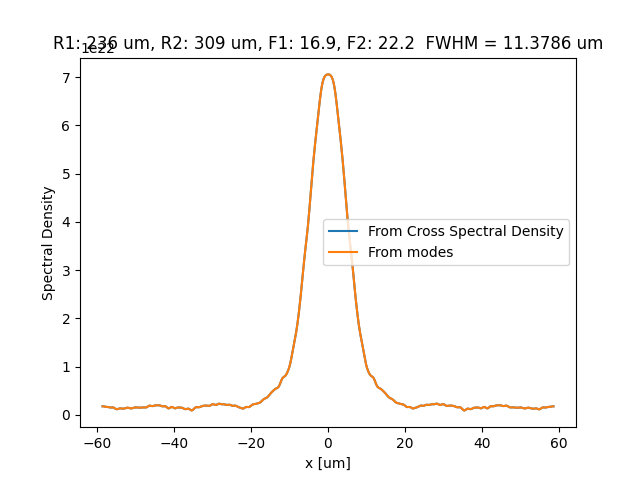 R1: 236 um, R2: 309 um, F1: 16.9, F2: 22.2  FWHM = 11.3786 um
1e22
7
6
5
4
3
2
1
0
Spectral Density
From Cross Spectral Density
From modes
−60 −40 −20 0 20 40 60
x [um]